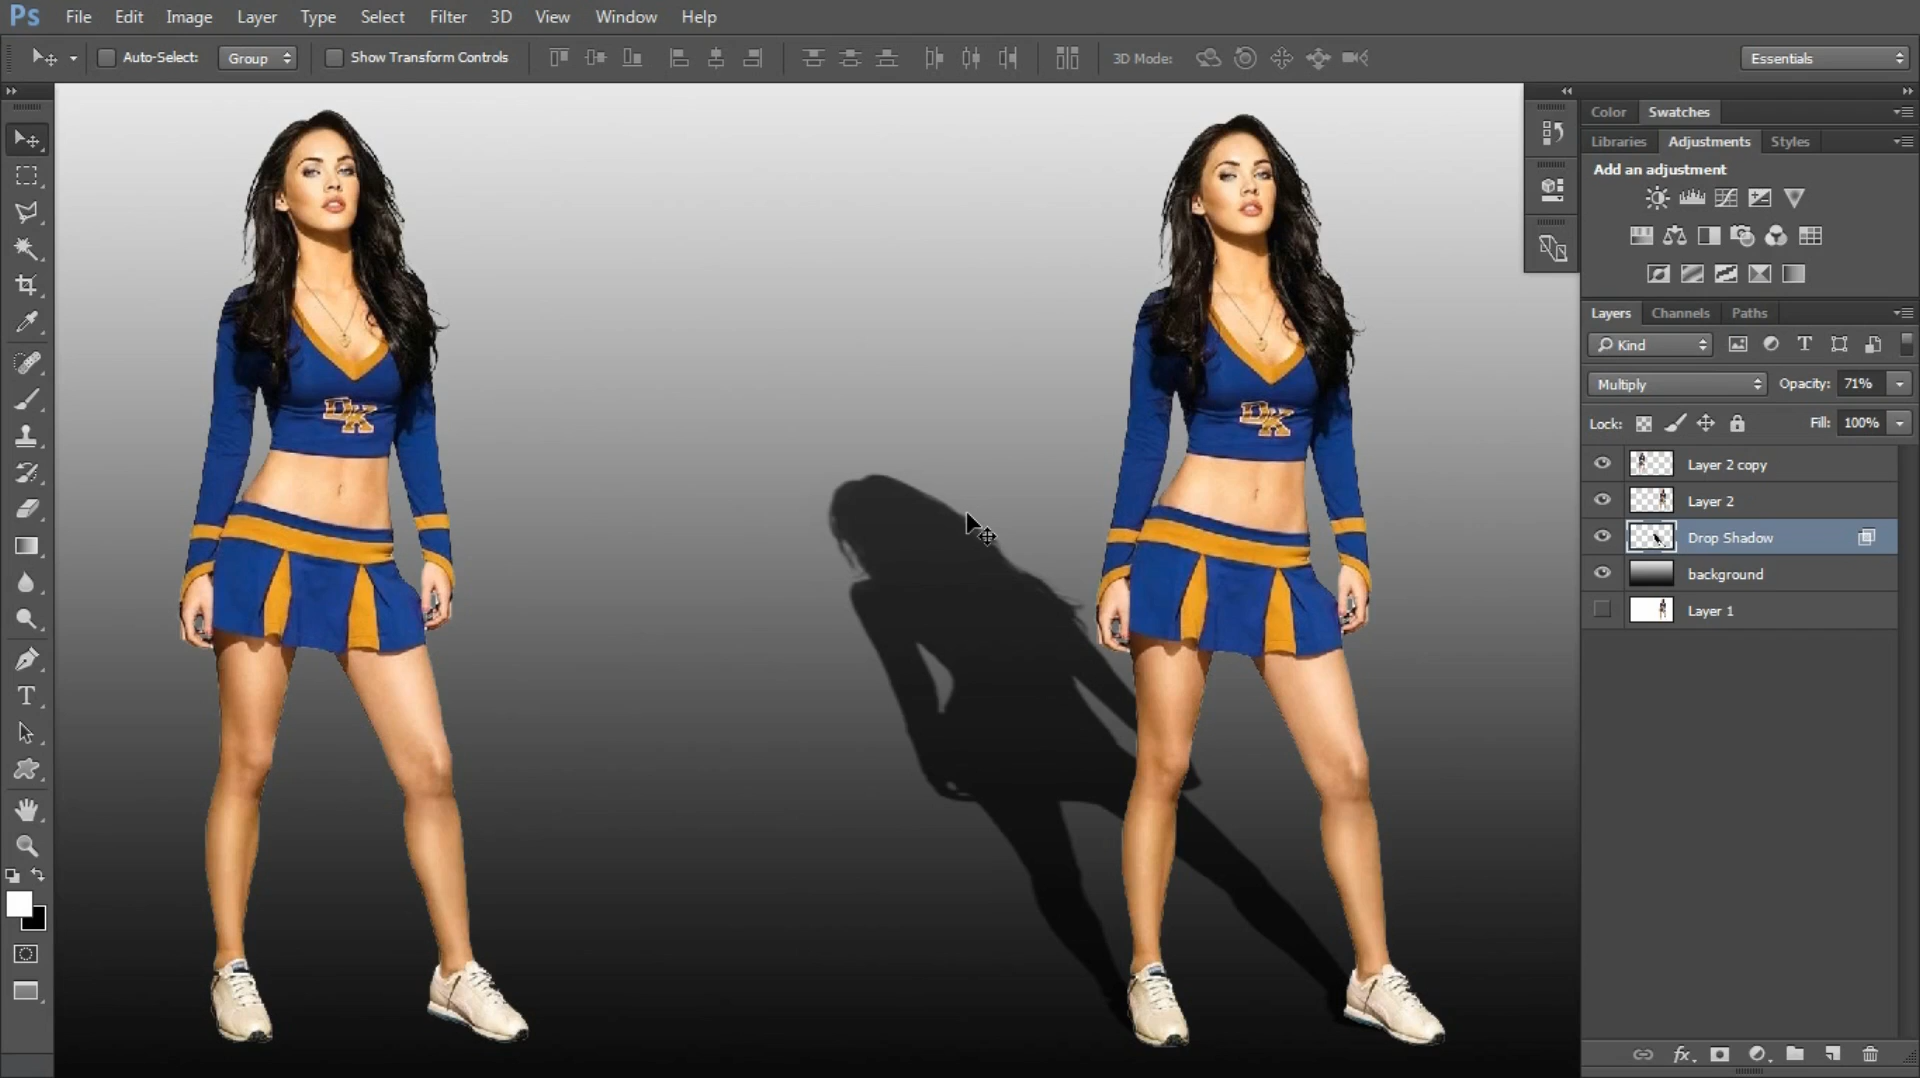 Ps File Edit Image Layer Type Select Filter 3D View Window Help
Auto-Select: Group Show Transform Controls 3D Mode: Essentials
Color Swatches
Libraries Adjustments Styles
Add an adjustment
Layers Channels Paths
Kind T
Multiply Opacity: 71%
Lock: Fill: 100%
Layer 2 copy
Layer 2
Drop Shadow
background
Layer 1
fx
T
DK
DK